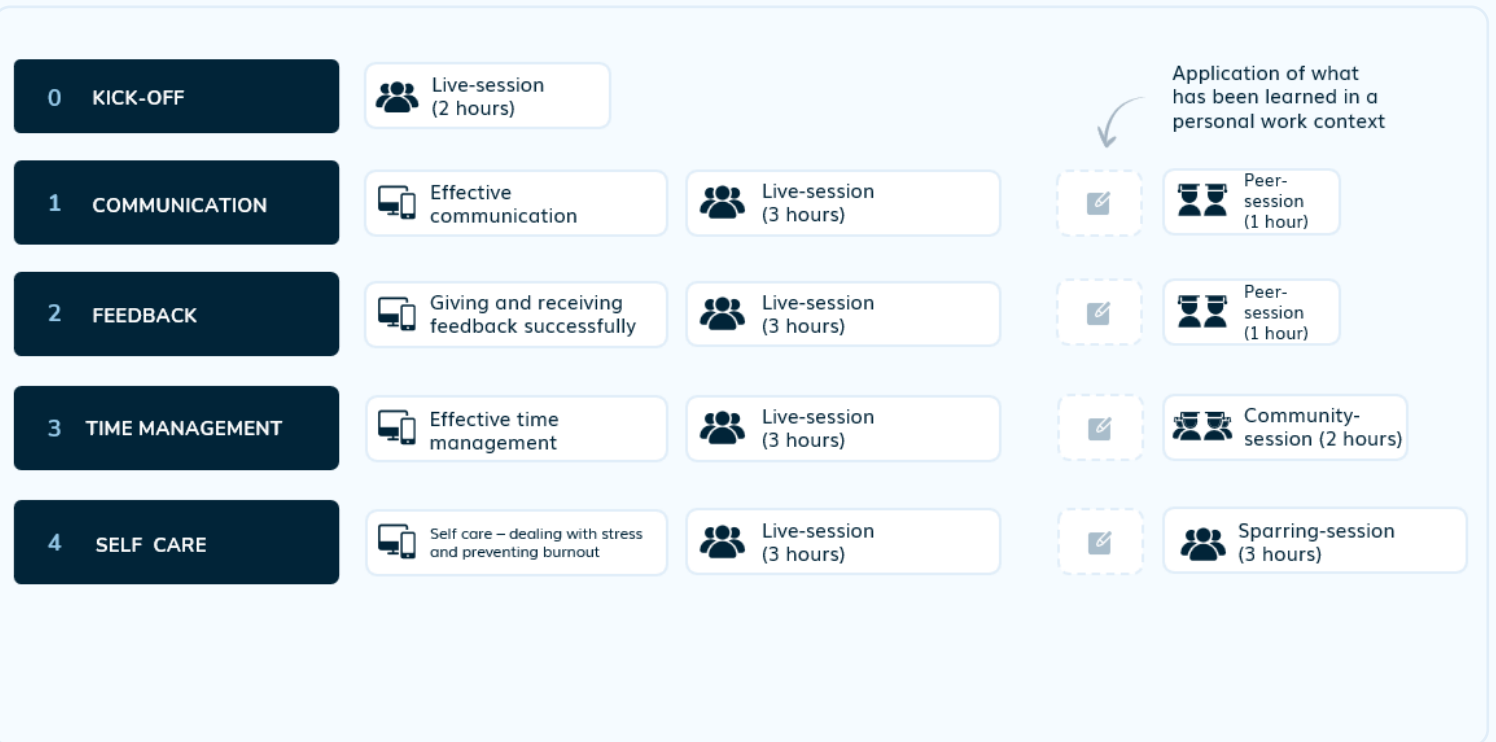 0 KICK-OFF
Live-session
(2 hours)
Application of what
has been learned in a
personal work context
1 COMMUNICATION
Effective
communication
Live-session
(3 hours)
Peer-
session
(1 hour)
2 FEEDBACK
Giving and receiving
feedback successfully
Live-session
(3 hours)
Peer-
session
(1 hour)
3 TIME MANAGEMENT
Effective time
management
Live-session
(3 hours)
Community-
session (2 hours)
4 SELF CARE
Self care – dealing with stress
and preventing burnout
Live-session
(3 hours)
Sparring-session
(3 hours)